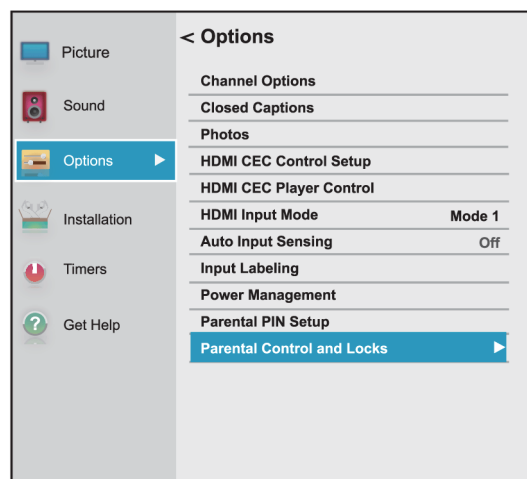 Picture
Sound
Options
Installation
Timers
Get Help
< Options
Channel Options
Closed Captions
Photos
HDMI CEC Control Setup
HDMI CEC Player Control
HDMI Input Mode Mode 1
Auto Input Sensing Off
Input Labeling
Power Management
Parental PIN Setup
Parental Control and Locks